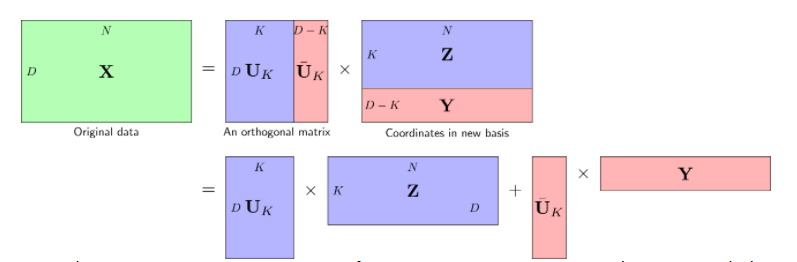 N K D − K N
D X = D U_K Ū_K × K Z
D − K Y
Original data An orthogonal matrix Coordinates in new basis
K N
= D U_K × K Z D + Ū_K × Y